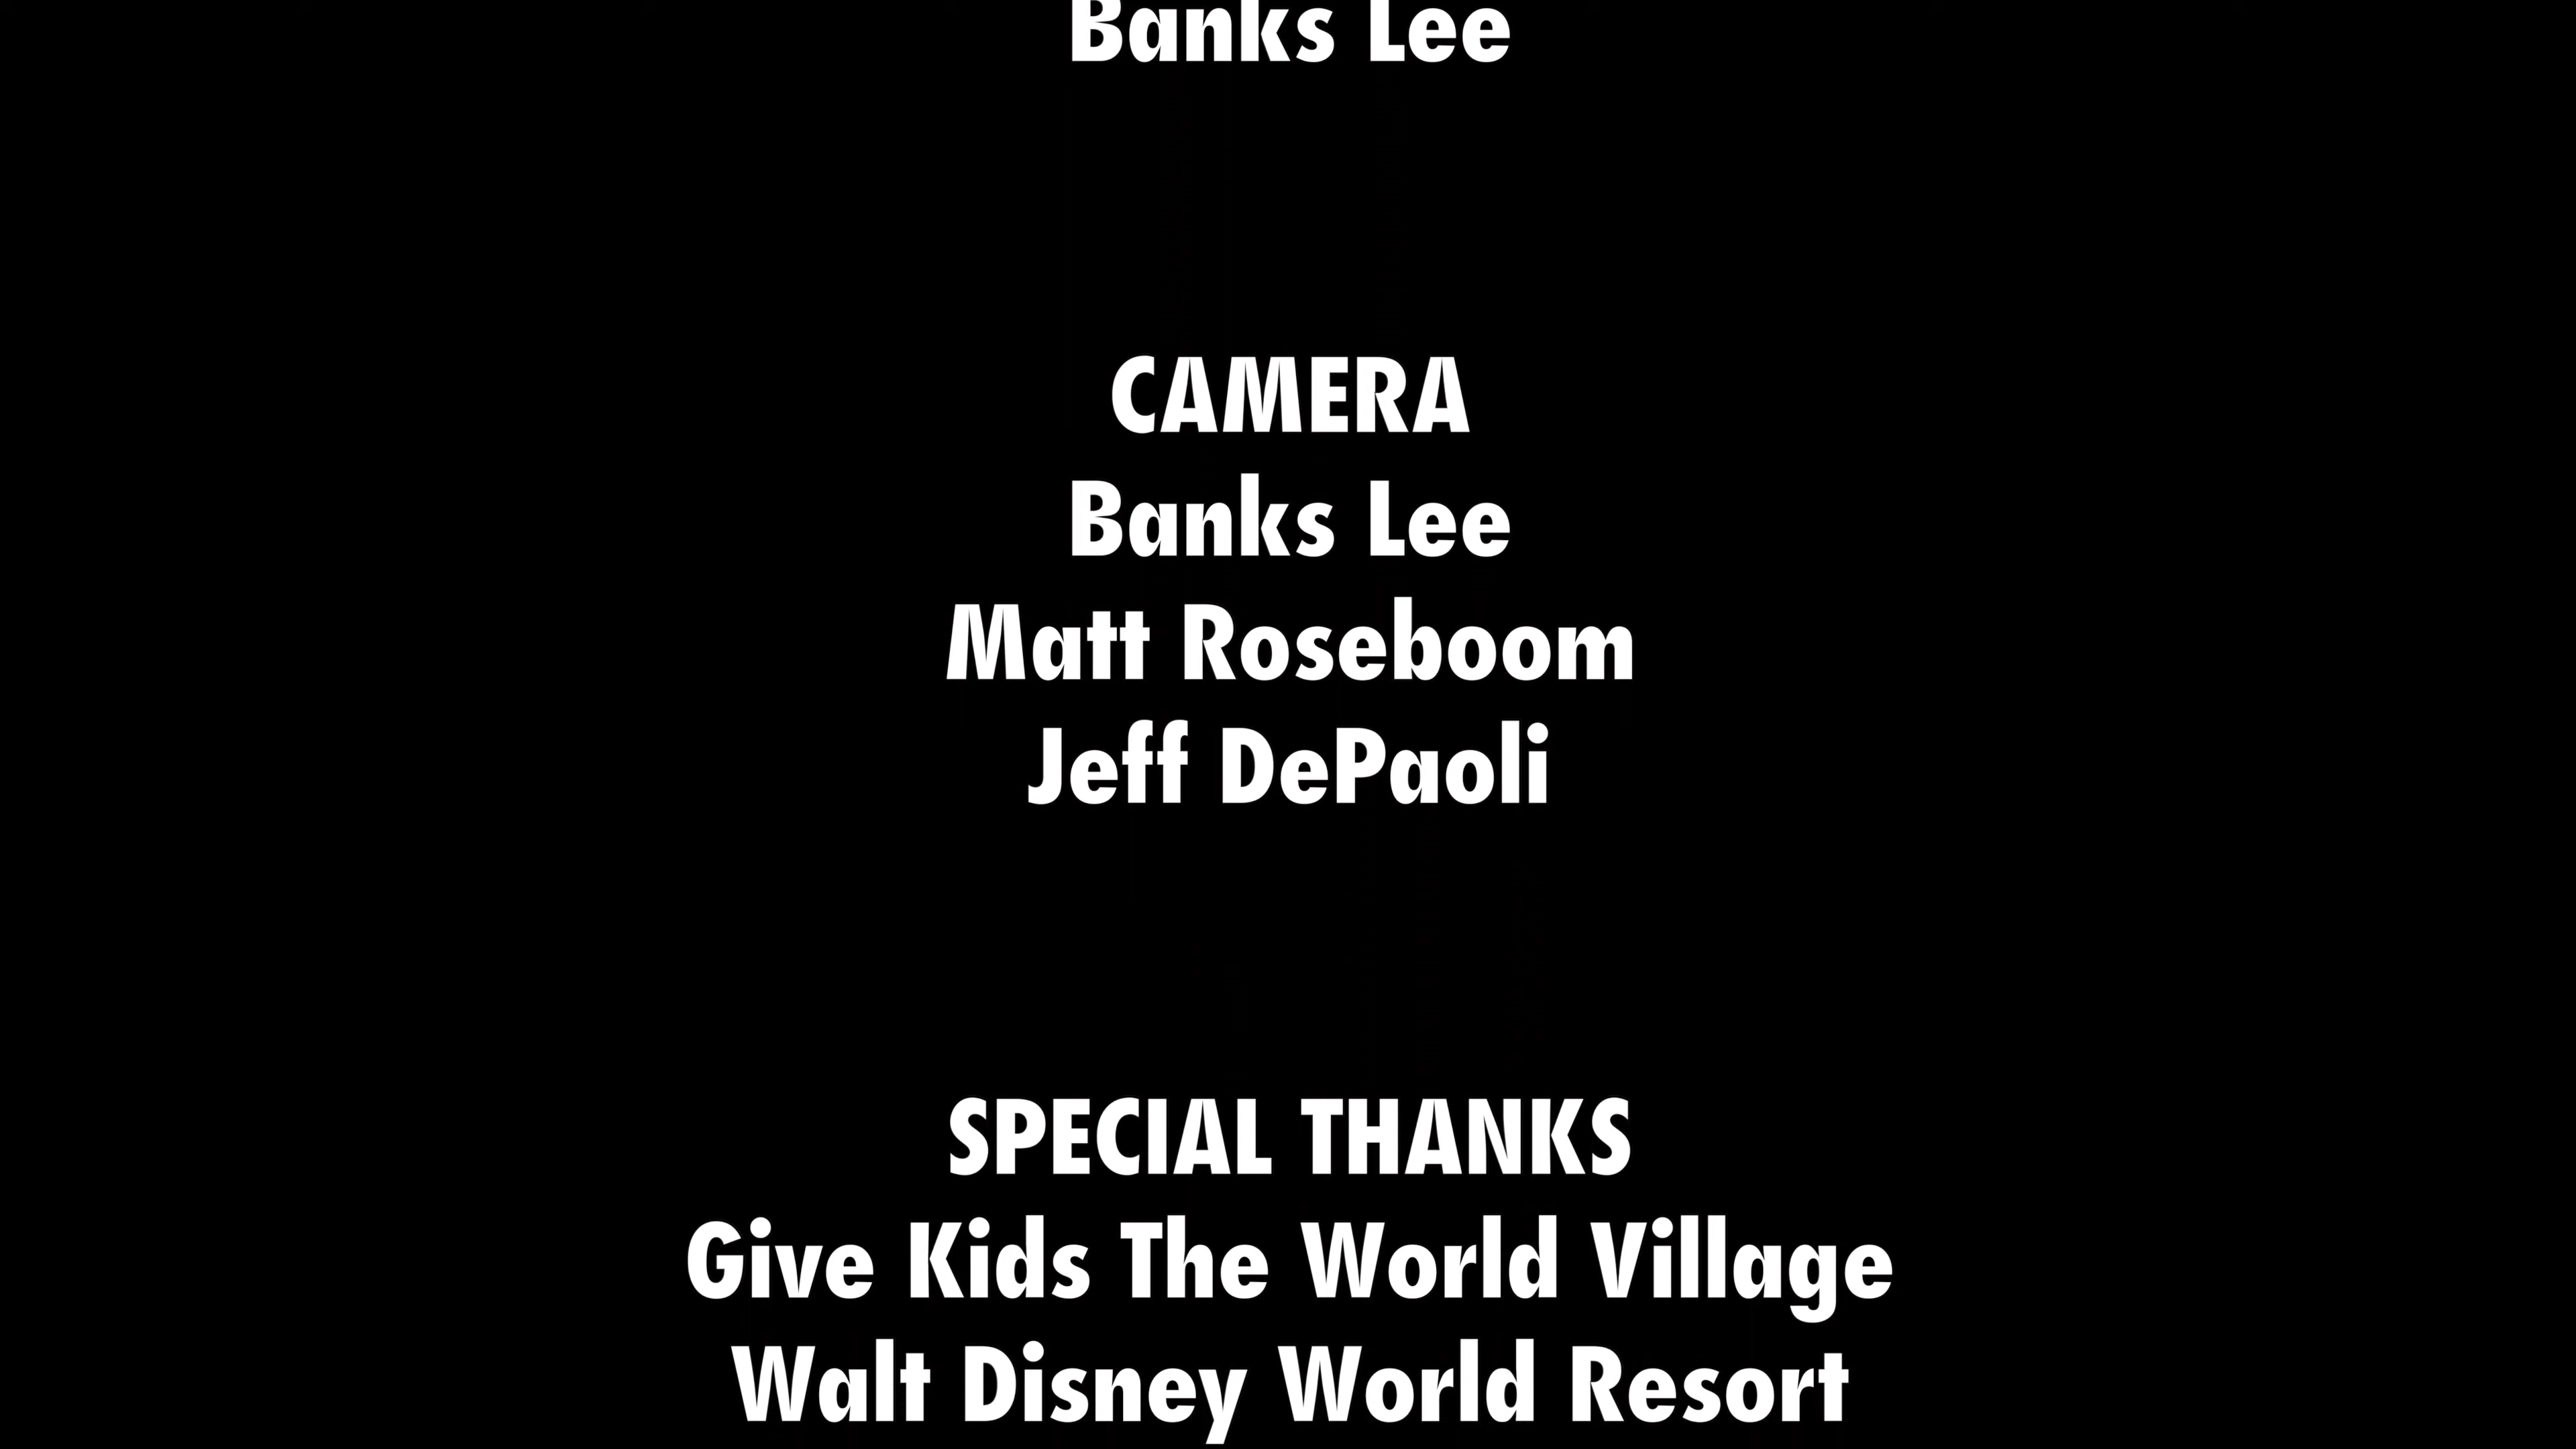 Banks Lee
CAMERA
Banks Lee
Matt Roseboom
Jeff DePaoli
SPECIAL THANKS
Give Kids The World Village
Walt Disney World Resort